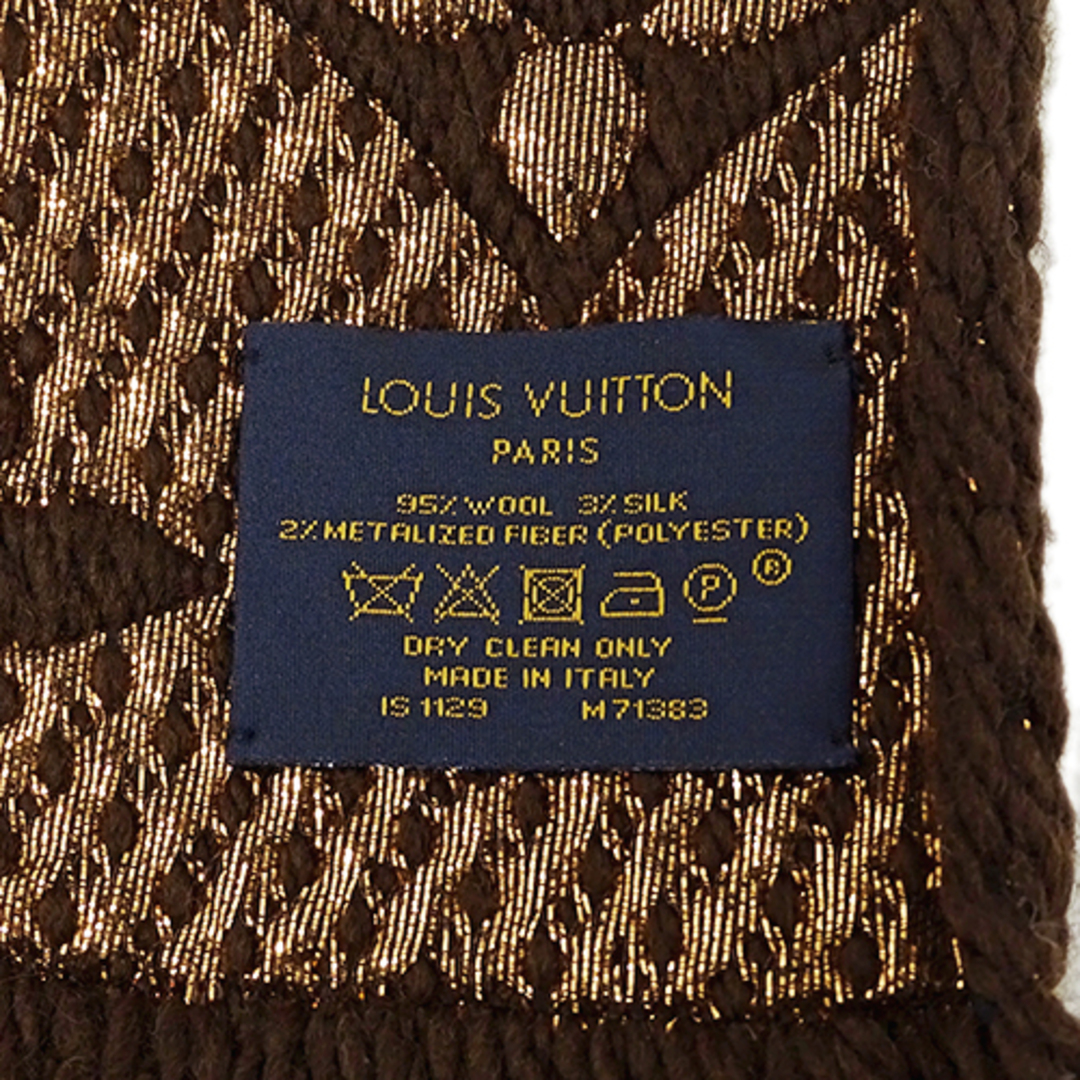 LOUIS VUITTON
PARIS
95% WOOL 3% SILK
2% METALIZED FIBER (POLYESTER)
P ®
DRY CLEAN ONLY
MADE IN ITALY
IS 1129 M71383